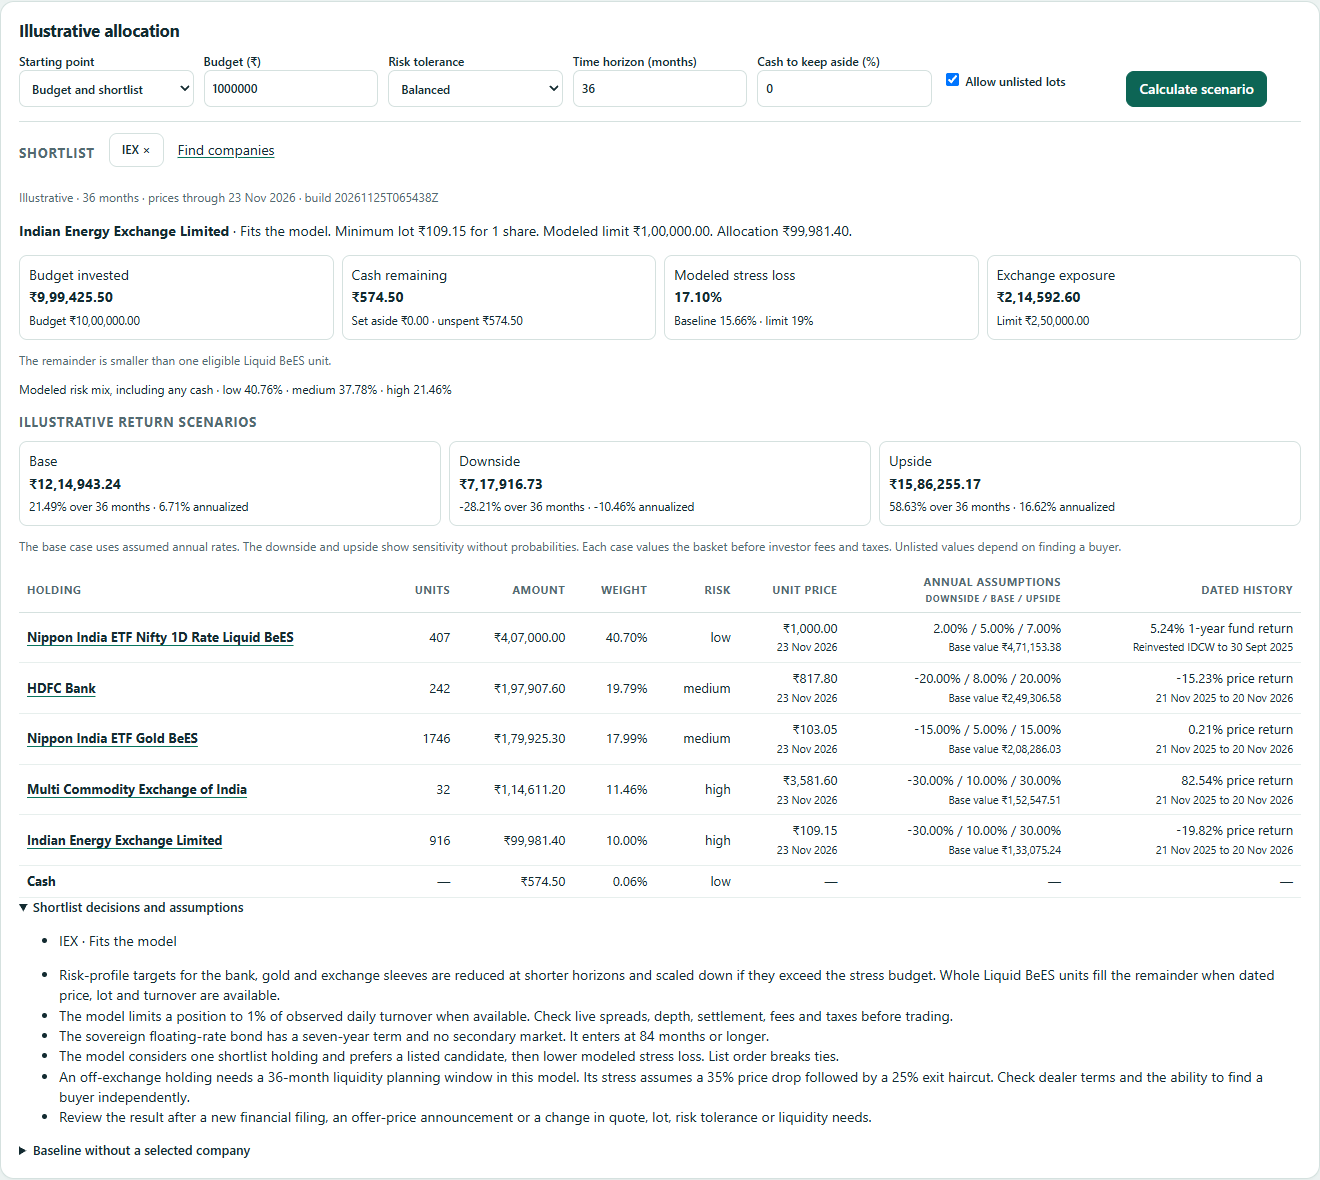 Illustrative allocation
Starting point
Budget (₹)
Risk tolerance
Time horizon (months)
Cash to keep aside (%)
Budget and shortlist
1000000
Balanced
36
0
Allow unlisted lots
Calculate scenario
SHORTLIST
IEX ×
Find companies
Illustrative · 36 months · prices through 23 Nov 2026 · build 20261125T065438Z
Indian Energy Exchange Limited · Fits the model. Minimum lot ₹109.15 for 1 share. Modeled limit ₹1,00,000.00. Allocation ₹99,981.40.
Budget invested
₹9,99,425.50
Budget ₹10,00,000.00
Cash remaining
₹574.50
Set aside ₹0.00 · unspent ₹574.50
Modeled stress loss
17.10%
Baseline 15.66% · limit 19%
Exchange exposure
₹2,14,592.60
Limit ₹2,50,000.00
The remainder is smaller than one eligible Liquid BeES unit.
Modeled risk mix, including any cash · low 40.76% · medium 37.78% · high 21.46%
ILLUSTRATIVE RETURN SCENARIOS
Base
₹12,14,943.24
21.49% over 36 months · 6.71% annualized
Downside
₹7,17,916.73
-28.21% over 36 months · -10.46% annualized
Upside
₹15,86,255.17
58.63% over 36 months · 16.62% annualized
The base case uses assumed annual rates. The downside and upside show sensitivity without probabilities. Each case values the basket before investor fees and taxes. Unlisted values depend on finding a buyer.
HOLDING UNITS AMOUNT WEIGHT RISK UNIT PRICE ANNUAL ASSUMPTIONS DATED HISTORY
DOWNSIDE / BASE / UPSIDE
Nippon India ETF Nifty 1D Rate Liquid BeES 407 ₹4,07,000.00 40.70% low ₹1,000.00 2.00% / 5.00% / 7.00% 5.24% 1-year fund return
23 Nov 2026 Base value ₹4,71,153.38 Reinvested IDCW to 30 Sept 2025
HDFC Bank 242 ₹1,97,907.60 19.79% medium ₹817.80 -20.00% / 8.00% / 20.00% -15.23% price return
23 Nov 2026 Base value ₹2,49,306.58 21 Nov 2025 to 20 Nov 2026
Nippon India ETF Gold BeES 1746 ₹1,79,925.30 17.99% medium ₹103.05 -15.00% / 5.00% / 15.00% 0.21% price return
23 Nov 2026 Base value ₹2,08,286.03 21 Nov 2025 to 20 Nov 2026
Multi Commodity Exchange of India 32 ₹1,14,611.20 11.46% high ₹3,581.60 -30.00% / 10.00% / 30.00% 82.54% price return
23 Nov 2026 Base value ₹1,52,547.51 21 Nov 2025 to 20 Nov 2026
Indian Energy Exchange Limited 916 ₹99,981.40 10.00% high ₹109.15 -30.00% / 10.00% / 30.00% -19.82% price return
23 Nov 2026 Base value ₹1,33,075.24 21 Nov 2025 to 20 Nov 2026
Cash — ₹574.50 0.06% low — — —
▼ Shortlist decisions and assumptions
• IEX · Fits the model
• Risk-profile targets for the bank, gold and exchange sleeves are reduced at shorter horizons and scaled down if they exceed the stress budget. Whole Liquid BeES units fill the remainder when dated
price, lot and turnover are available.
• The model limits a position to 1% of observed daily turnover when available. Check live spreads, depth, settlement, fees and taxes before trading.
• The sovereign floating-rate bond has a seven-year term and no secondary market. It enters at 84 months or longer.
• The model considers one shortlist holding and prefers a listed candidate, then lower modeled stress loss. List order breaks ties.
• An off-exchange holding needs a 36-month liquidity planning window in this model. Its stress assumes a 35% price drop followed by a 25% exit haircut. Check dealer terms and the ability to find a
buyer independently.
• Review the result after a new financial filing, an offer-price announcement or a change in quote, lot, risk tolerance or liquidity needs.
▶ Baseline without a selected company